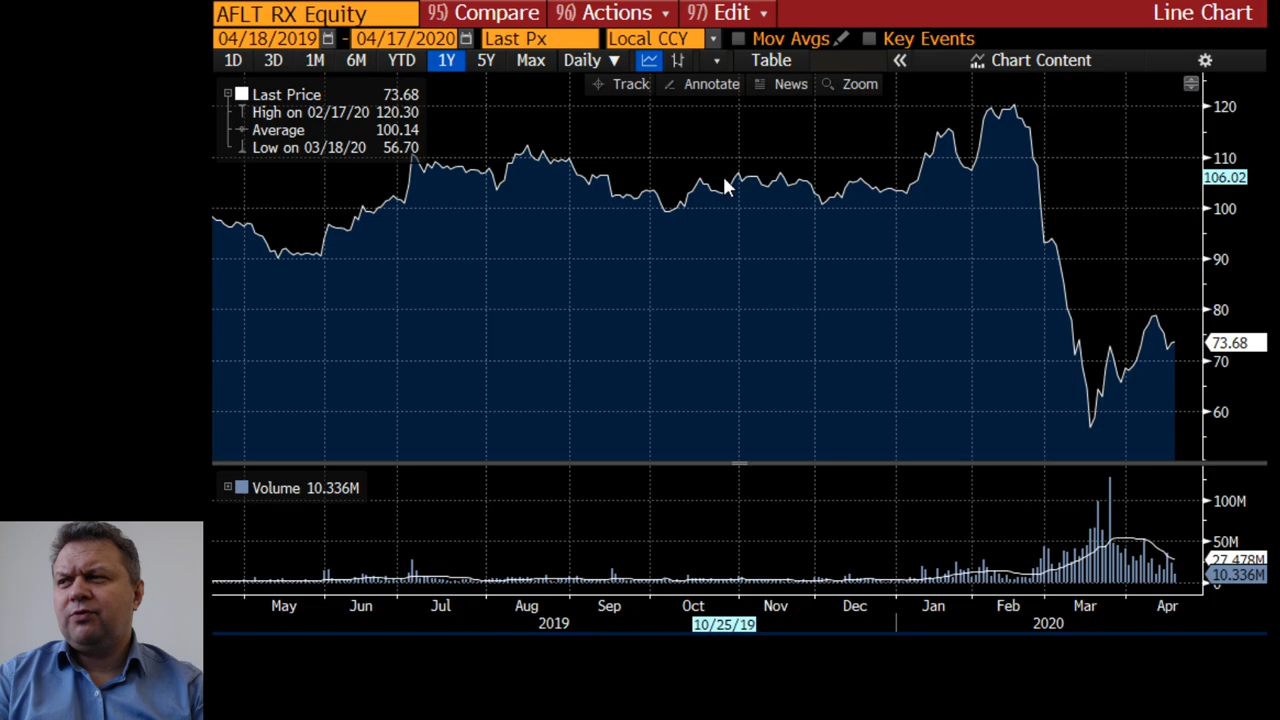 AFLT RX Equity 95) Compare 96) Actions 97) Edit Line Chart
04/18/2019 - 04/17/2020 Last Px Local CCY Mov Avgs Key Events
1D 3D 1M 6M YTD 1Y 5Y Max Daily ▼ Table « Chart Content
Track Annotate News Zoom
Last Price 73.68
High on 02/17/20 120.30
Average 100.14
Low on 03/18/20 56.70
120
110
106.02
100
90
80
73.68
70
60
Volume 10.336M
100M
50M
27.478M
10.336M
0
May Jun Jul Aug Sep Oct Nov Dec Jan Feb Mar Apr
2019 10/25/19 2020